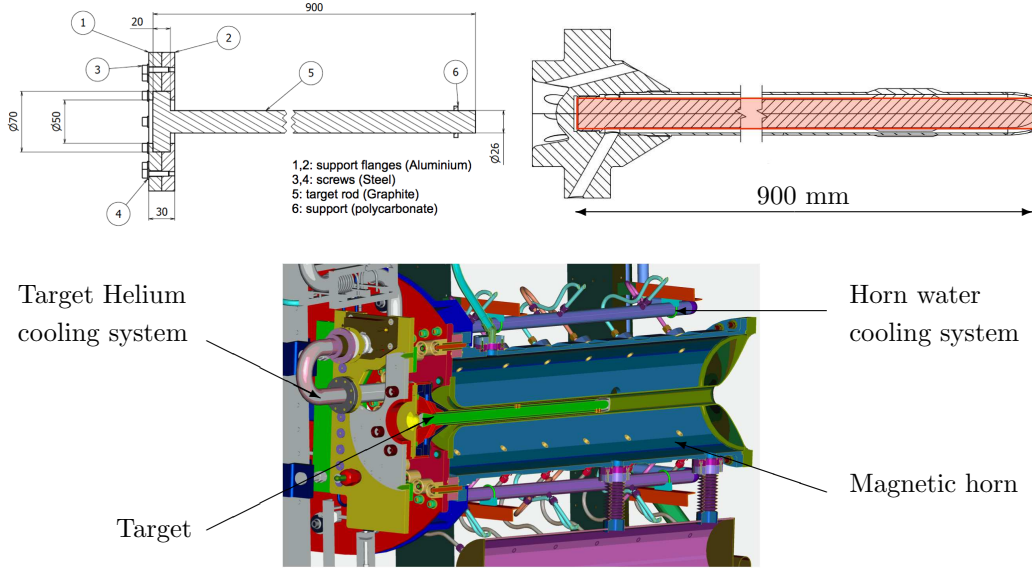 900
20
1
2
3
5
6
Ø70
Ø50
Ø26
1,2: support flanges (Aluminium)
3,4: screws (Steel)
5: target rod (Graphite)
6: support (polycarbonate)
4
30
900 mm
Target Helium
cooling system
Horn water
cooling system
Magnetic horn
Target